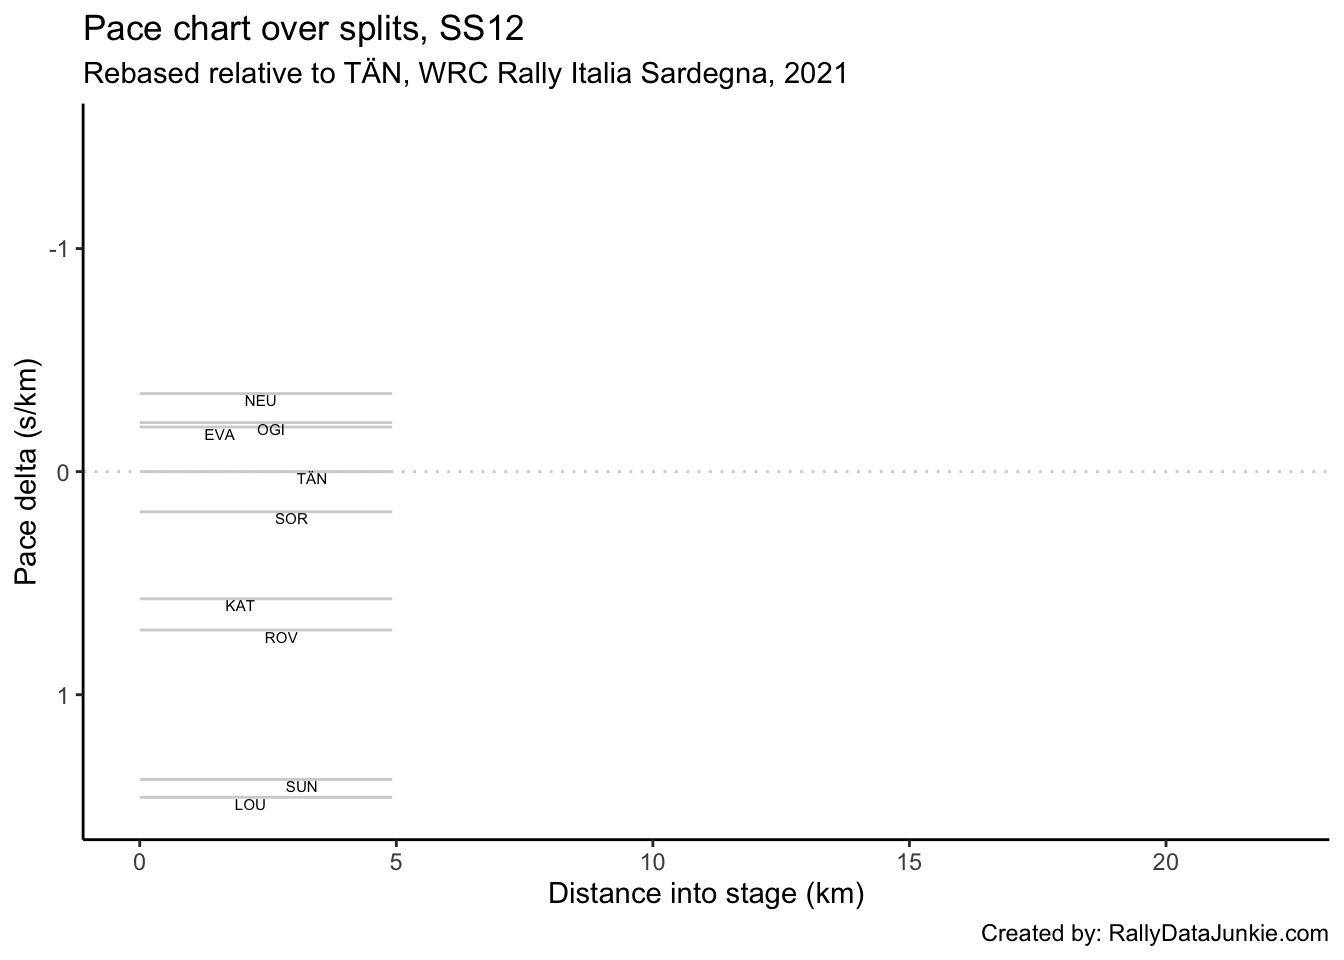 Pace chart over splits, SS12
Rebased relative to TÄN, WRC Rally Italia Sardegna, 2021
Pace delta (s/km)
-1
0
1
NEU
OGI
EVA
TÄN
SOR
KAT
ROV
SUN
LOU
0 5 10 15 20
Distance into stage (km)
Created by: RallyDataJunkie.com